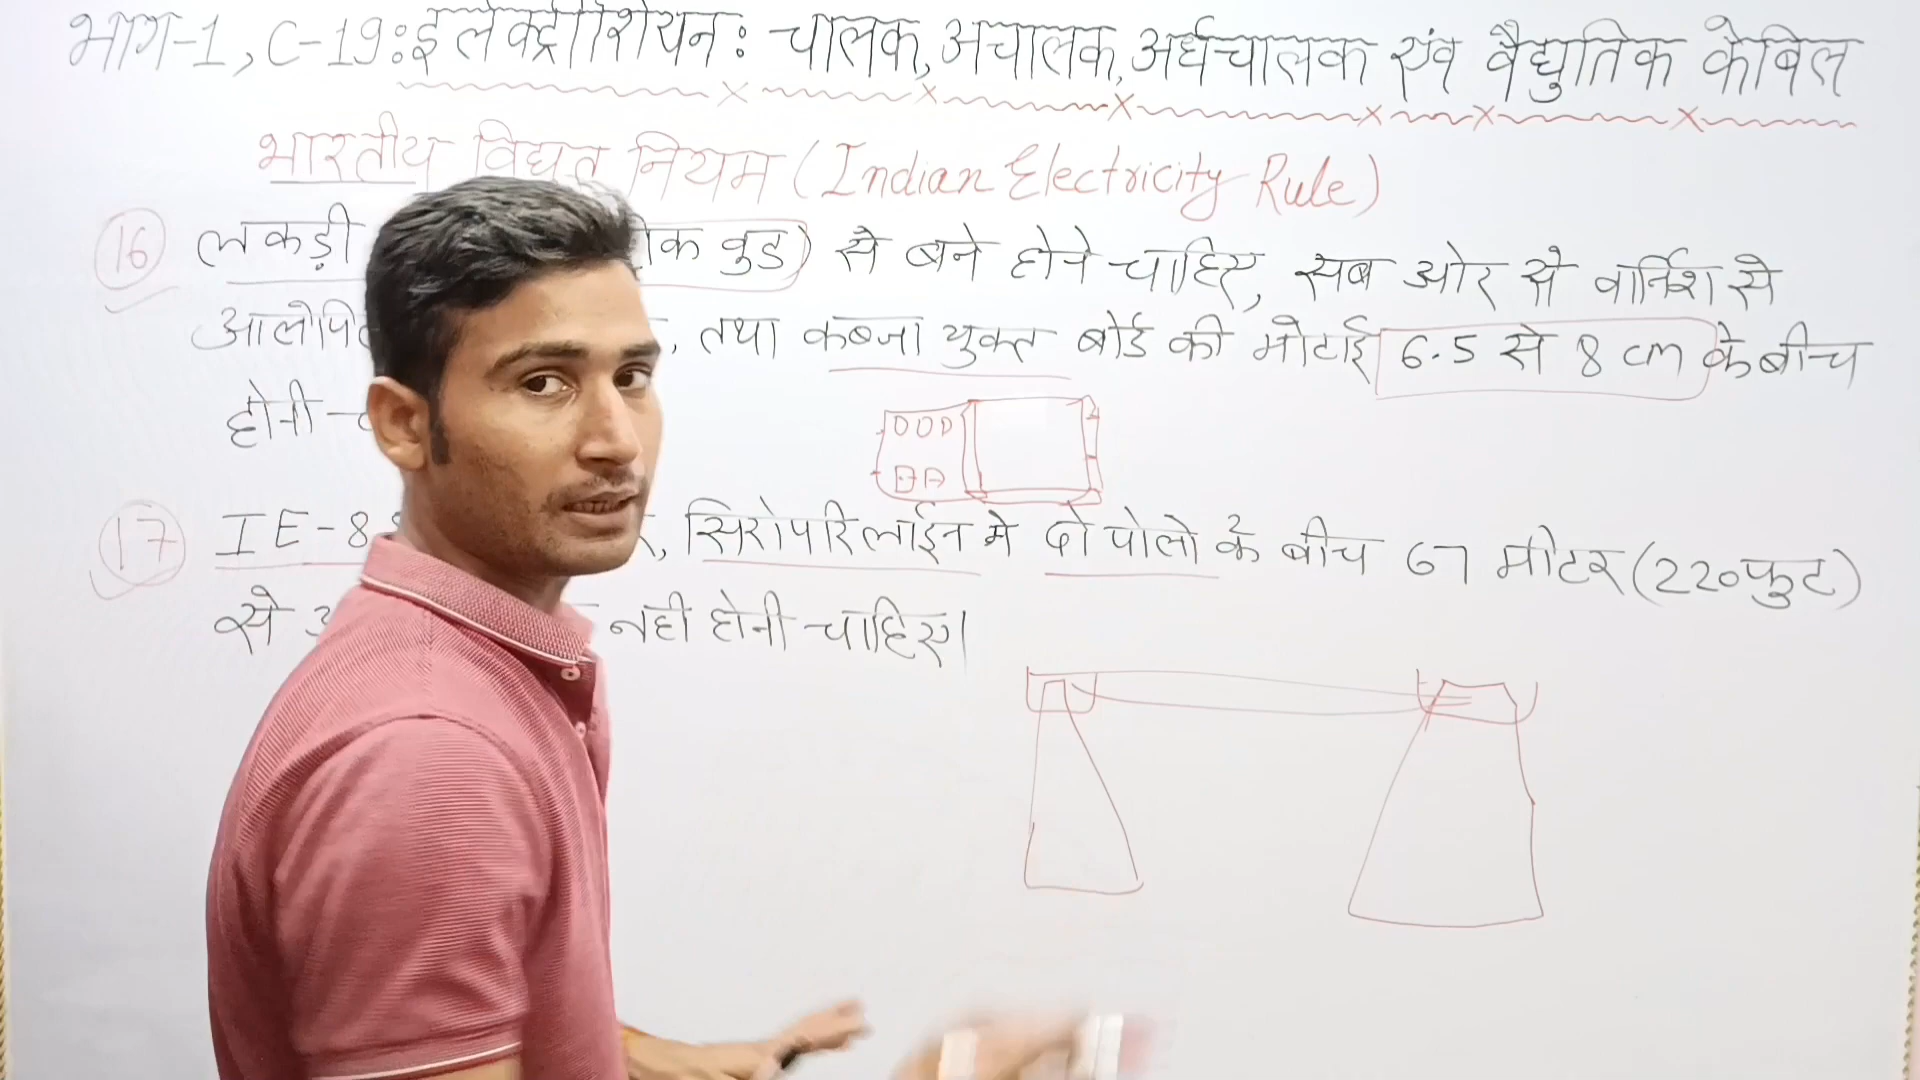 भाग-1, C-19: इलेक्ट्रीशियन: चालक, अचालक, अर्धचालक एंव वैद्युतिक केबिल
भारतीय विद्युत नियम (Indian Electricity Rule)
16 लकड़ी वुड) से बने होने चाहिए, सब ओर से वार्निश से
तथा कब्जा युक्त बोर्ड की मोटाई 6.5 से 8 cm के बीच
होनी
17 IE-8 सिरोपरि लाईन मे दो पोलो के बीच 67 मीटर (220 फुट)
से नही होनी चाहिए।